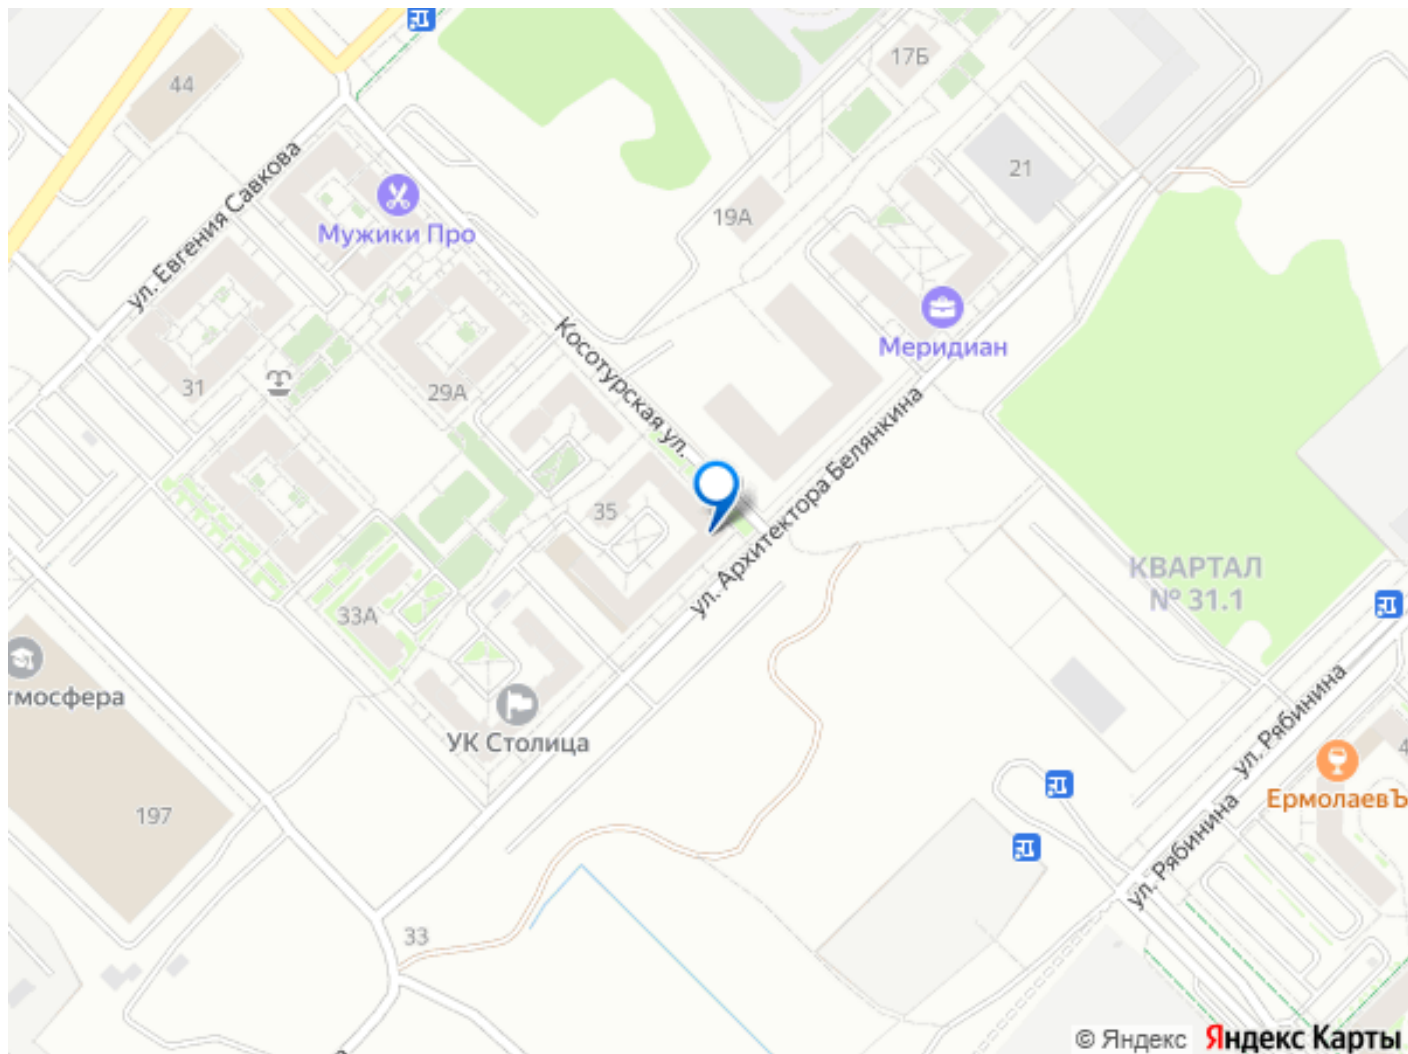 17Б
44
21
ул. Евгения Савкова
19А
Мужики Про
Меридиан
Косотурская ул.
31
29А
ул. Архитектора Белянкина
35
КВАРТАЛ
№ 31.1
33А
тмосфера
УК Столица
ул. Рябинина
ЕрмолаевЪ
197
ул. Рябинина
33
© Яндекс
Яндекс Карты